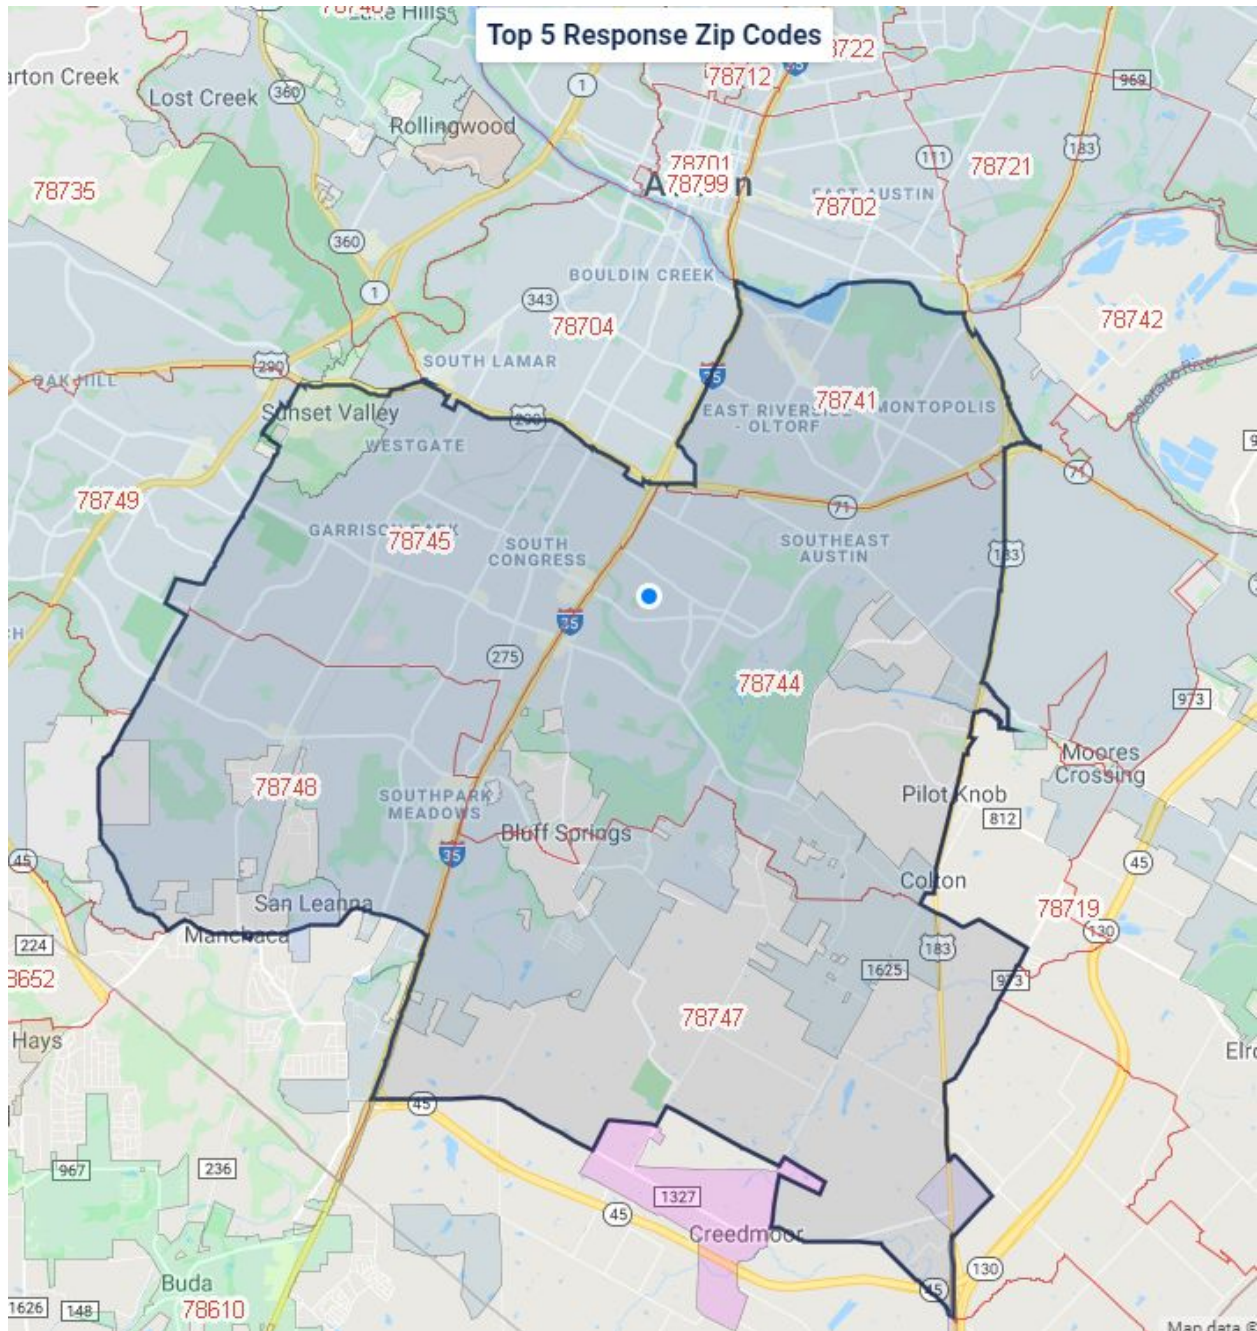 Top 5 Response Zip Codes
Lost Creek
360
1
Rollingwood
78712
35
969
183
111
78721
78735
78701
78799
78702
EAST AUSTIN
360
1
BOULDIN CREEK
343
78704
78742
Colorado River
290
SOUTH LAMAR
OAK HILL
35
78741
EAST RIVERSIDE
- OLTORF
MONTOPOLIS
Sunset Valley
290
WESTGATE
71
78749
71
GARRISON PARK
78745
SOUTH
CONGRESS
SOUTHEAST
AUSTIN
183
35
275
78744
973
Moores
Crossing
78748
SOUTHPARK
MEADOWS
Pilot Knob
812
Bluff Springs
45
35
45
San Leanna
Colton
78719
Manchaca
130
224
183
1625
973
Hays
78747
45
967
236
1327
45
Creedmoor
Buda
130
45
1626
148
78610
Map data ©